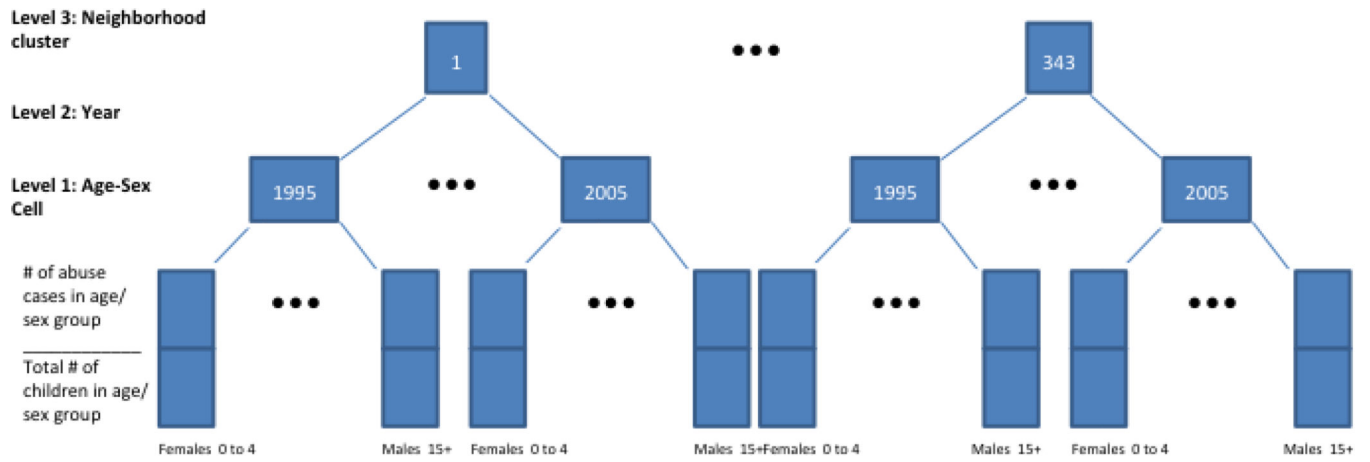 Level 3: Neighborhood
cluster
1
343
Level 2: Year
Level 1: Age-Sex
Cell
1995
2005
1995
2005
# of abuse
cases in age/
sex group
Total # of
children in age/
sex group
Females 0 to 4
Males 15+
Females 0 to 4
Males 15+
Females 0 to 4
Males 15+
Females 0 to 4
Males 15+